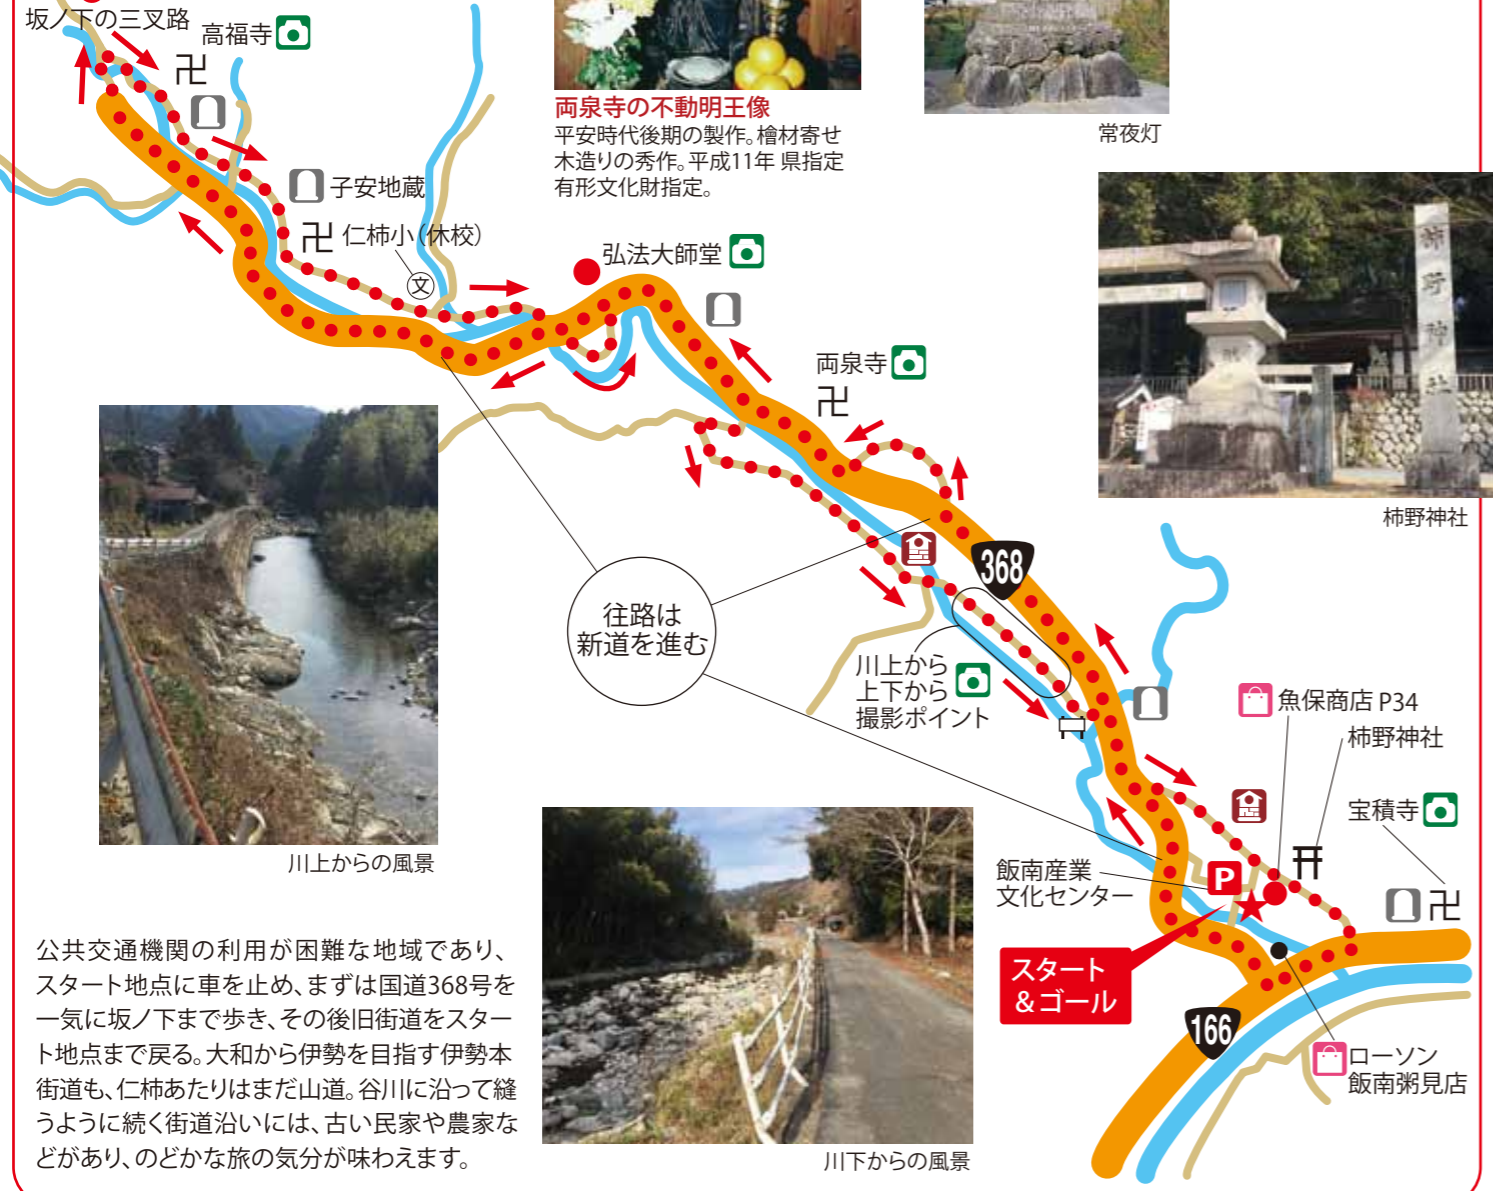 坂ノ下の三叉路
高福寺
両泉寺の不動明王像
平安時代後期の製作。檜材寄せ
木造りの秀作。平成11年 県指定
有形文化財指定。
常夜灯
子安地蔵
仁柿小（休校）
文
弘法大師堂
両泉寺
柿野神社
柿野神社
368
往路は
新道を進む
川上から
上下から
撮影ポイント
魚保商店 P34
柿野神社
宝積寺
飯南産業
文化センター
P
スタート
＆ゴール
166
ローソン
飯南粥見店
川上からの風景
川下からの風景
公共交通機関の利用が困難な地域であり、
スタート地点に車を止め、まずは国道368号を
一気に坂ノ下まで歩き、その後旧街道をスター
ト地点まで戻る。大和から伊勢を目指す伊勢本
街道も、仁柿あたりはまだ山道。谷川に沿って縫
うように続く街道沿いには、古い民家や農家な
どがあり、のどかな旅の気分が味わえます。